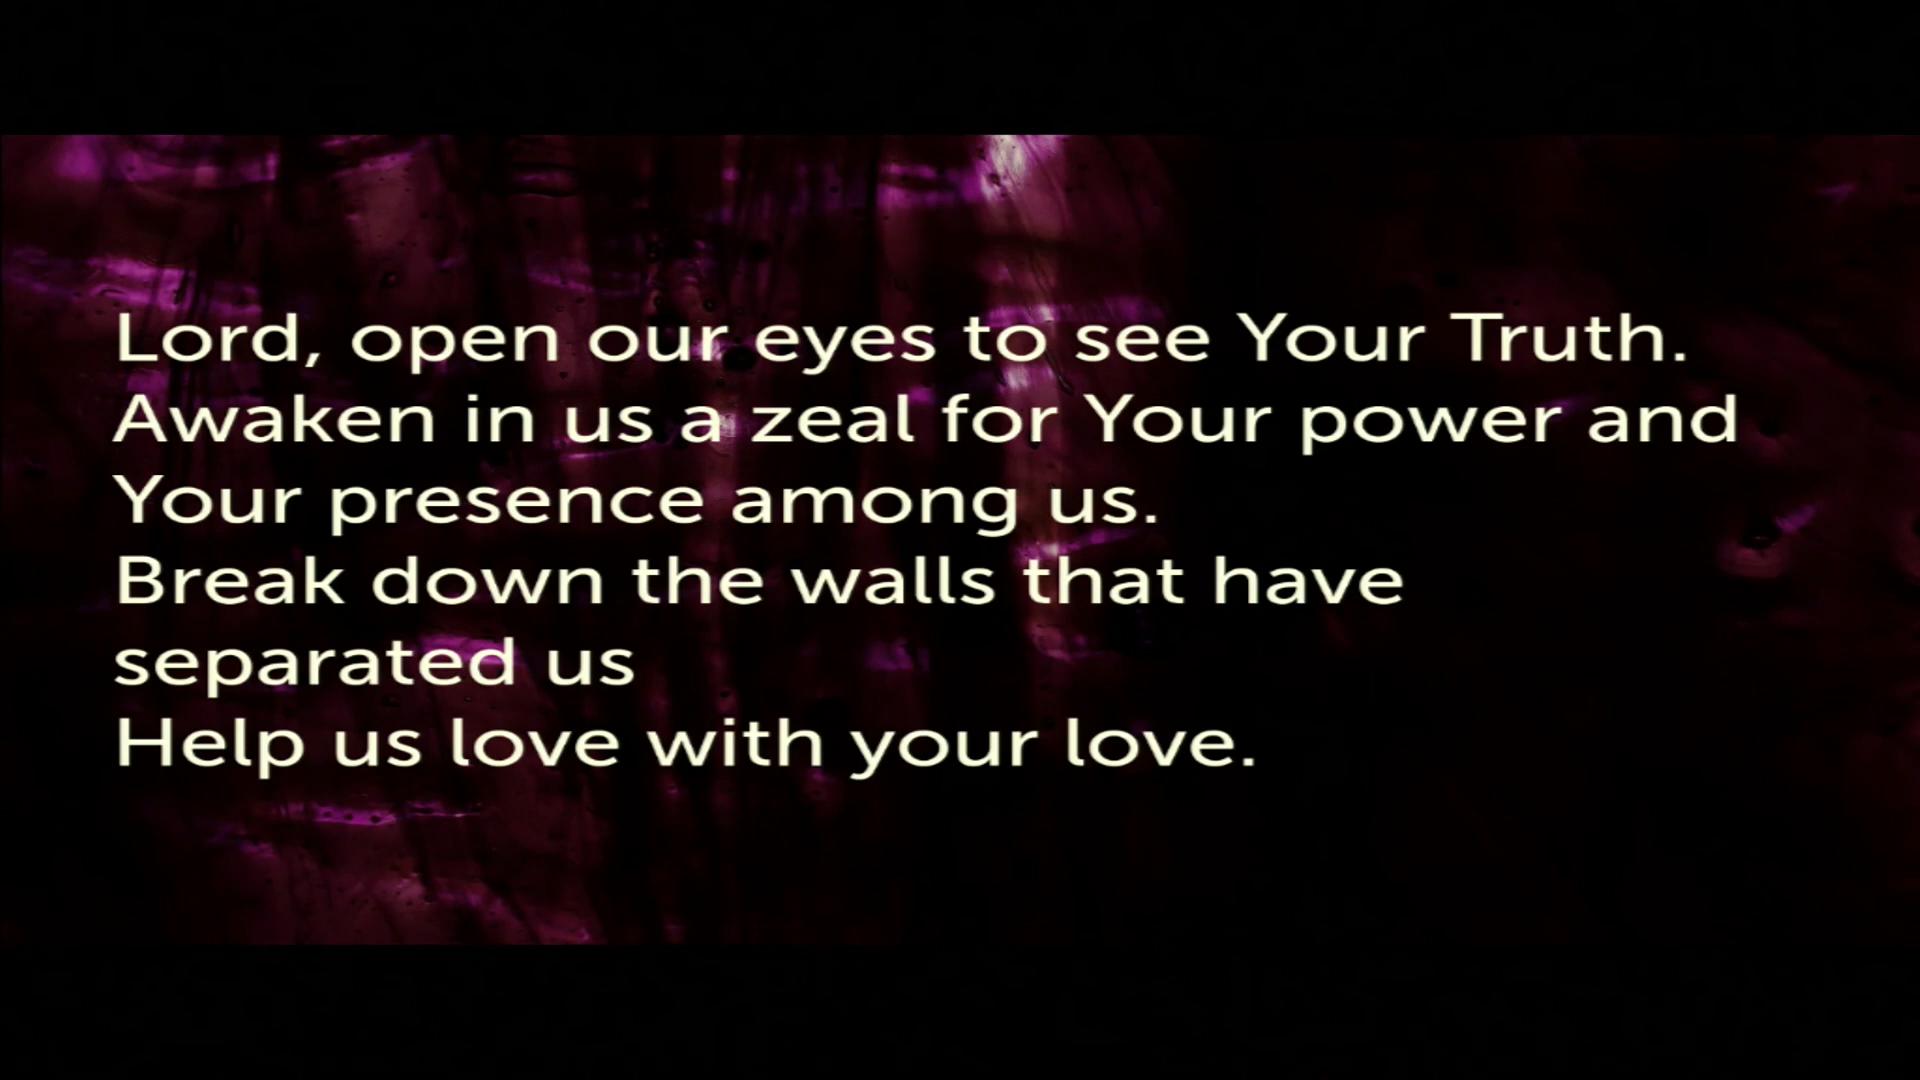 Lord, open our eyes to see Your Truth.
Awaken in us a zeal for Your power and
Your presence among us.
Break down the walls that have
separated us
Help us love with your love.